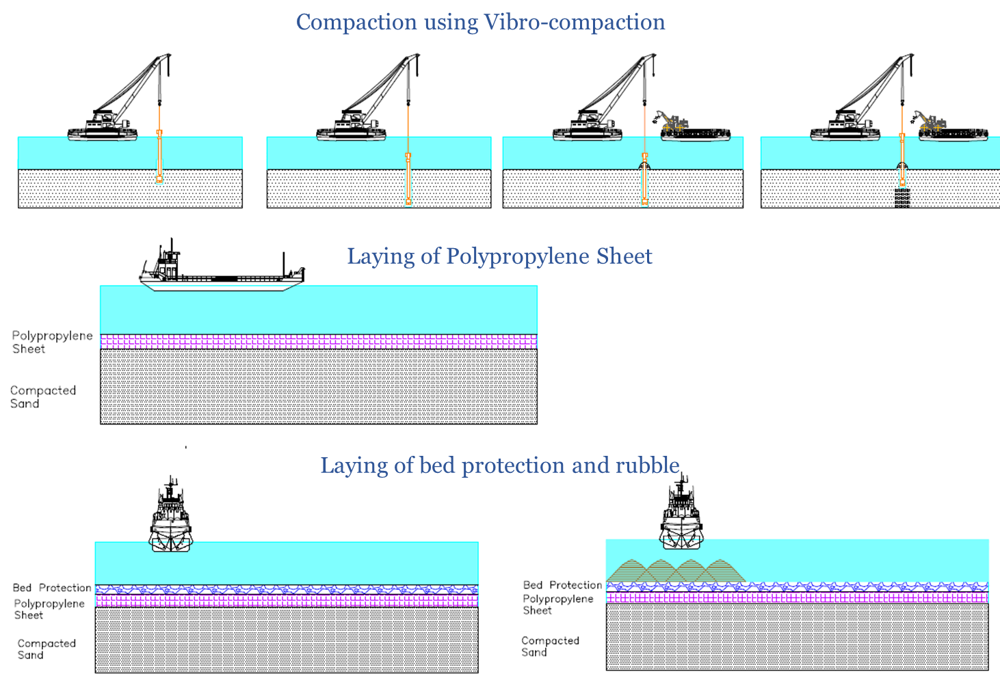 Compaction using Vibro-compaction
Laying of Polypropylene Sheet
Polypropylene
Sheet
Compacted
Sand
Laying of bed protection and rubble
Bed Protection
Polypropylene
Sheet
Compacted
Sand
Bed Protection
Polypropylene
Sheet
Compacted
Sand